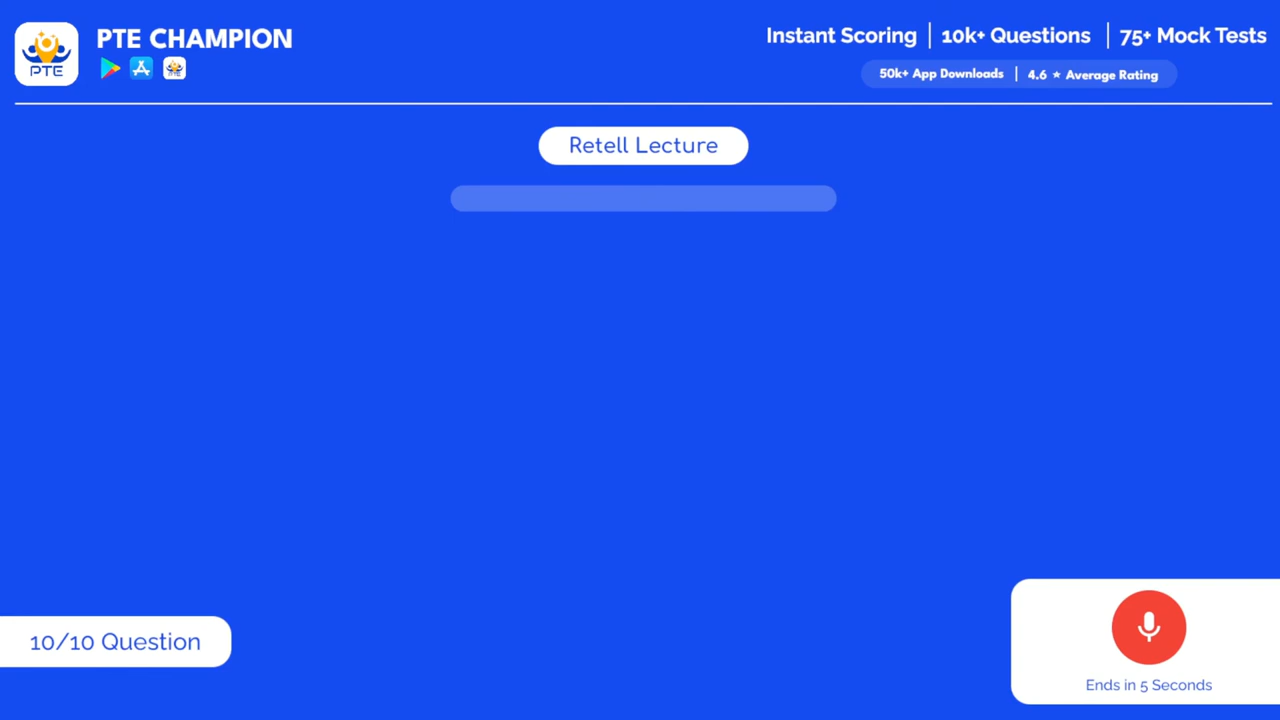 PTE CHAMPION
PTE
Instant Scoring | 10k+ Questions | 75+ Mock Tests
50k+ App Downloads | 4.6 ★ Average Rating
Retell Lecture
10/10 Question
Ends in 5 Seconds